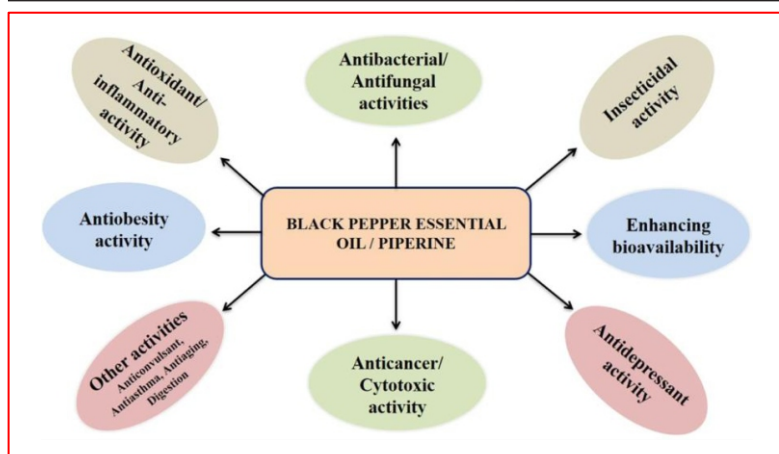 Antioxidant/
Anti-
inflammatory
activity
Antibacterial/
Antifungal
activities
Insecticidal
activity
Antiobesity
activity
BLACK PEPPER ESSENTIAL
OIL / PIPERINE
Enhancing
bioavailability
Other activities
Anticonvulsant,
Antiasthma, Antiaging,
Digestion
Anticancer/
Cytotoxic
activity
Antidepressant
activity